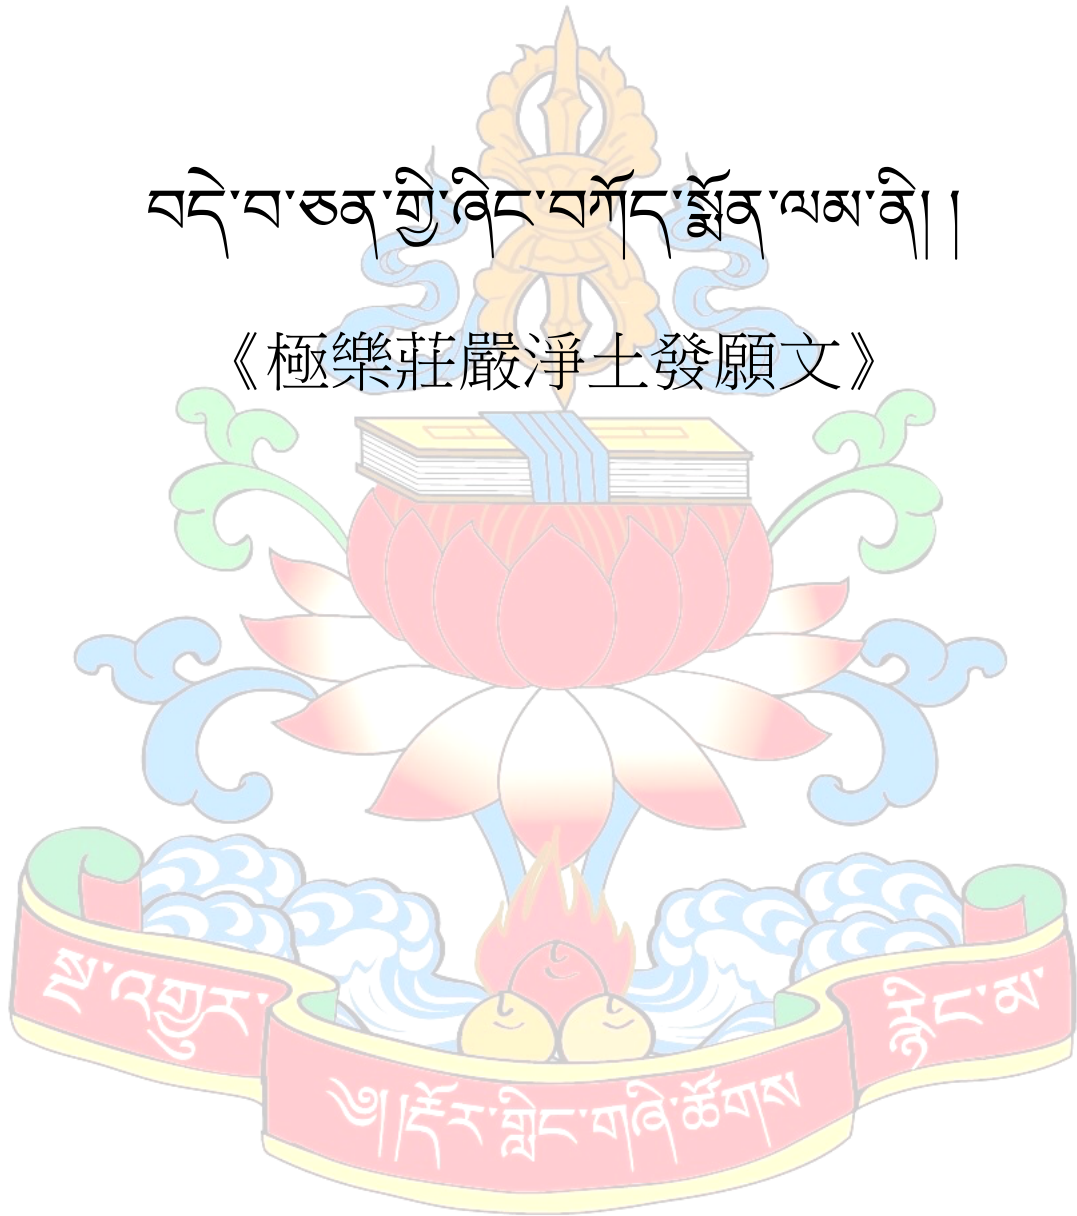 བདེ་བ་ཅན་གྱི་ཞིང་བཀོད་སྨོན་ལམ་ནི། །
《極樂莊嚴淨土發願文》
སྔ་འགྱུར་
རྙིང་མ་
༄། །རྡོར་གླིང་གཞི་ཚོགས